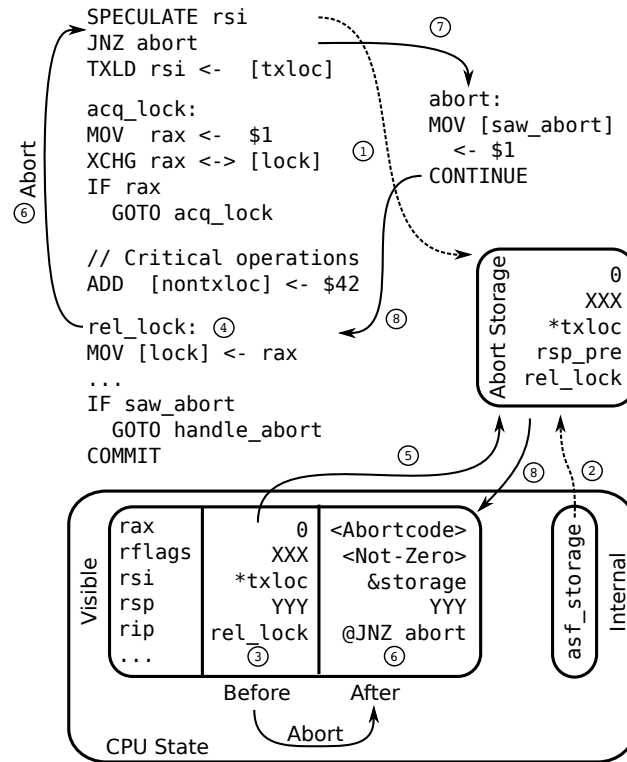 SPECULATE rsi
JNZ abort
TXLD rsi <- [txloc]
acq_lock:
MOV rax <- $1
XCHG rax <-> [lock]
IF rax
GOTO acq_lock
// Critical operations
ADD [nontxloc] <- $42
rel_lock: ④
MOV [lock] <- rax
...
IF saw_abort
GOTO handle_abort
COMMIT
⑥ Abort
①
⑦
abort:
MOV [saw_abort]
<- $1
CONTINUE
⑧
Abort Storage
0
XXX
*txloc
rsp_pre
rel_lock
⑤
⑧
②
Visible
rax 0 <Abortcode>
rflags XXX <Not-Zero>
rsi *txloc &storage
rsp YYY YYY
rip rel_lock @JNZ abort
... ③ ⑥
asf_storage
Internal
Before After
Abort
CPU State